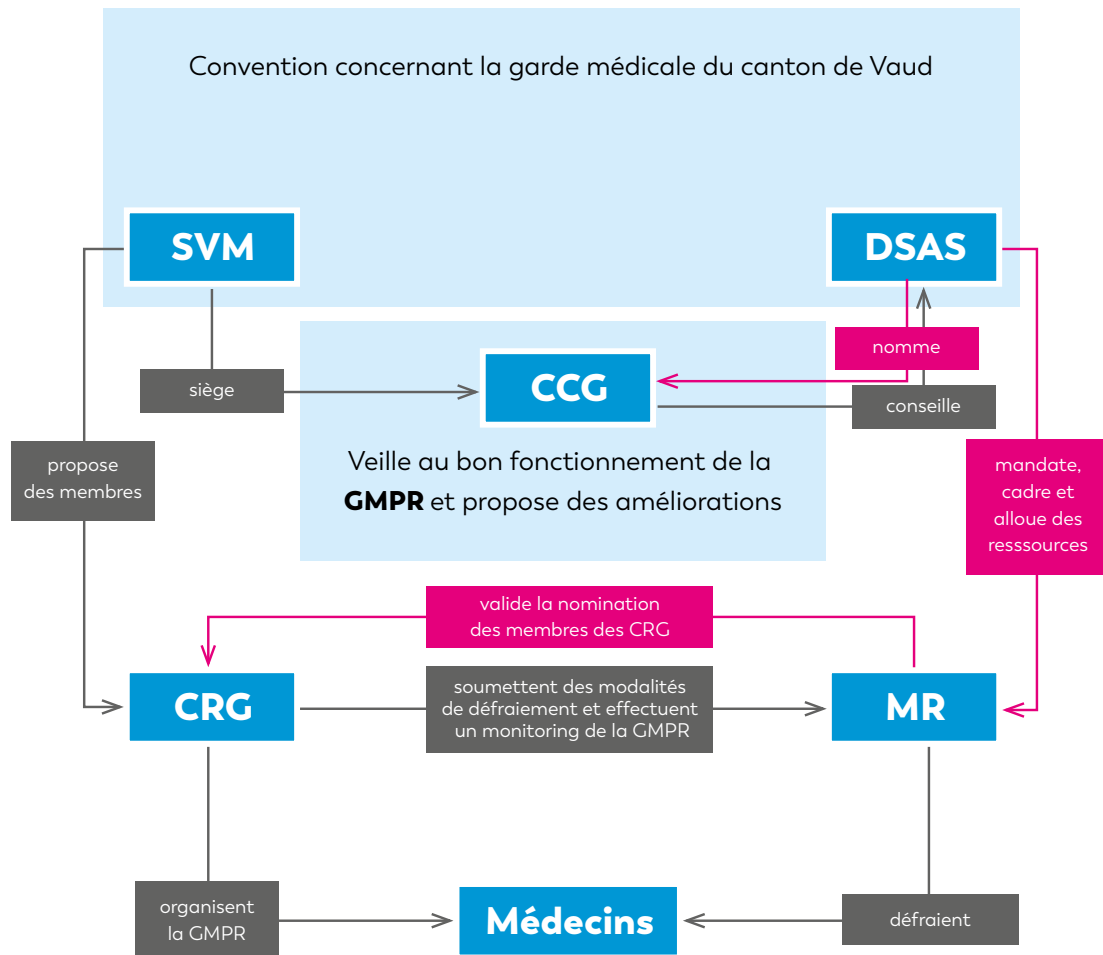 Convention concernant la garde médicale du canton de Vaud
SVM
DSAS
nomme
CCG
siège
conseille
Veille au bon fonctionnement de la
GMPR et propose des améliorations
propose
des membres
mandate,
cadre et
alloue des
resssources
valide la nomination
des membres des CRG
CRG
soumettent des modalités
de défraiement et effectuent
un monitoring de la GMPR
MR
organisent
la GMPR
Médecins
défraient